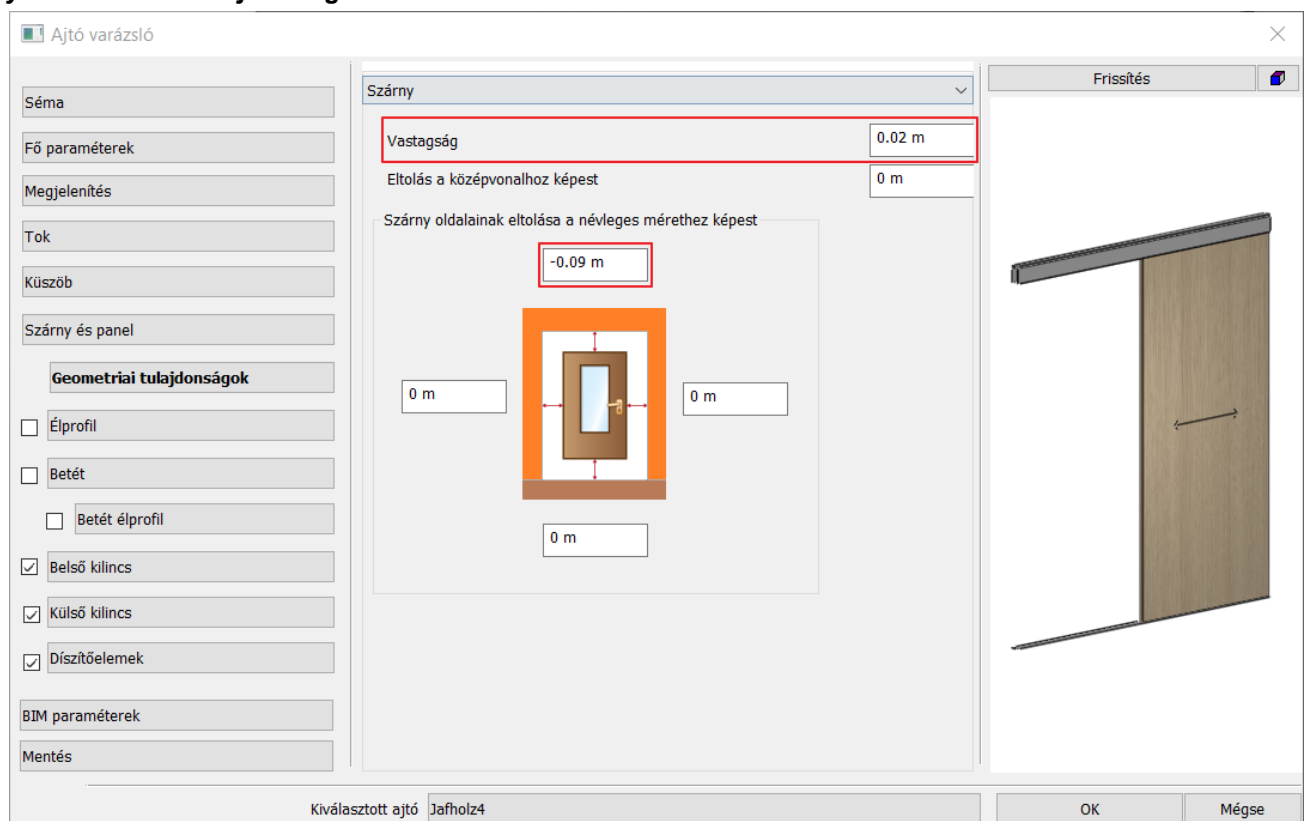 Ajtó varázsló
Séma
Fő paraméterek
Megjelenítés
Tok
Küszöb
Szárny és panel
Geometriai tulajdonságok
Élprofil
Betét
Betét élprofil
Belső kilincs
Külső kilincs
Díszítőelemek
BIM paraméterek
Mentés
Szárny
Vastagság 0.02 m
Eltolás a középvonalhoz képest 0 m
Szárny oldalainak eltolása a névleges mérethez képest
-0.09 m
0 m 0 m
0 m
Frissítés
Kiválasztott ajtó Jafholz4
OK Mégse